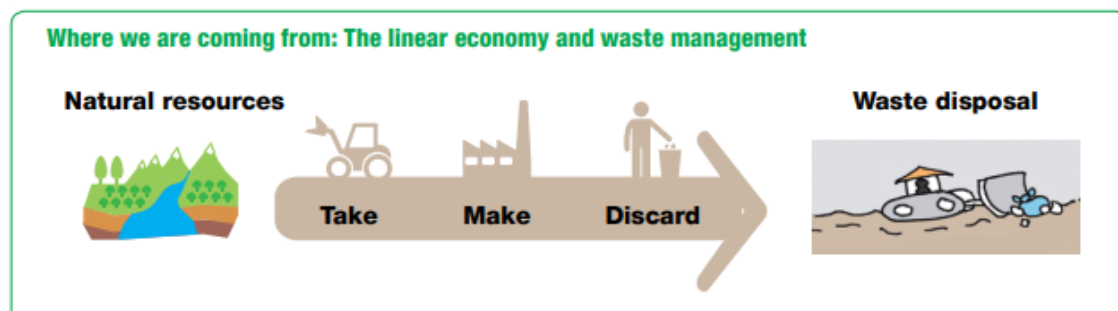 Where we are coming from: The linear economy and waste management
Natural resources
Waste disposal
Take
Make
Discard